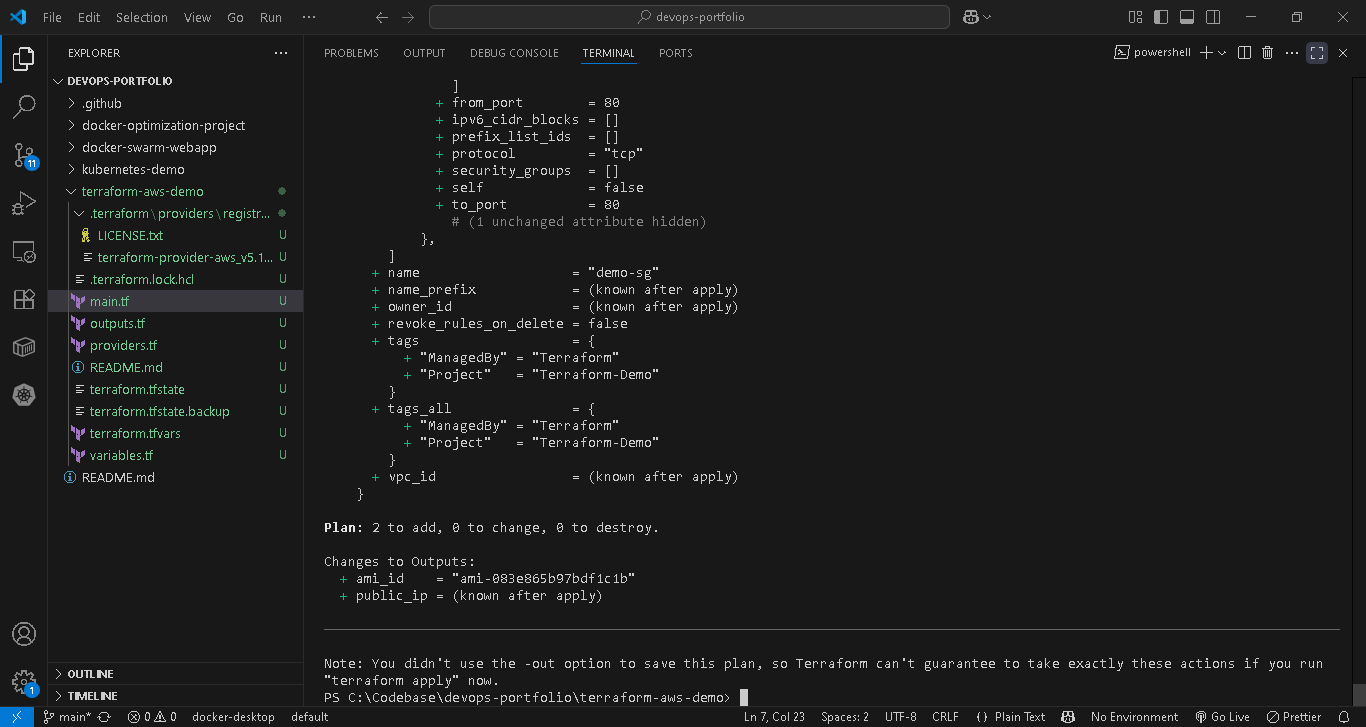 File Edit Selection View Go Run ··· devops-portfolio
EXPLORER ···
DEVOPS-PORTFOLIO
.github
docker-optimization-project
docker-swarm-webapp
kubernetes-demo
terraform-aws-demo
.terraform\providers\registr...
LICENSE.txt U
terraform-provider-aws_v5.1... U
.terraform.lock.hcl U
main.tf U
outputs.tf U
providers.tf U
README.md U
terraform.tfstate U
terraform.tfstate.backup U
terraform.tfvars U
variables.tf U
README.md
OUTLINE
TIMELINE
11
1
PROBLEMS OUTPUT DEBUG CONSOLE TERMINAL PORTS powershell ···
]
+ from_port = 80
+ ipv6_cidr_blocks = []
+ prefix_list_ids = []
+ protocol = "tcp"
+ security_groups = []
+ self = false
+ to_port = 80
# (1 unchanged attribute hidden)
},
]
+ name = "demo-sg"
+ name_prefix = (known after apply)
+ owner_id = (known after apply)
+ revoke_rules_on_delete = false
+ tags = {
+ "ManagedBy" = "Terraform"
+ "Project" = "Terraform-Demo"
}
+ tags_all = {
+ "ManagedBy" = "Terraform"
+ "Project" = "Terraform-Demo"
}
+ vpc_id = (known after apply)
}
Plan: 2 to add, 0 to change, 0 to destroy.
Changes to Outputs:
+ ami_id = "ami-083e865b97bdf1c1b"
+ public_ip = (known after apply)
Note: You didn't use the -out option to save this plan, so Terraform can't guarantee to take exactly these actions if you run
"terraform apply" now.
PS C:\Codebase\devops-portfolio\terraform-aws-demo>
main* 0 0 docker-desktop default Ln 7, Col 23 Spaces: 2 UTF-8 CRLF {} Plain Text No Environment Go Live Prettier